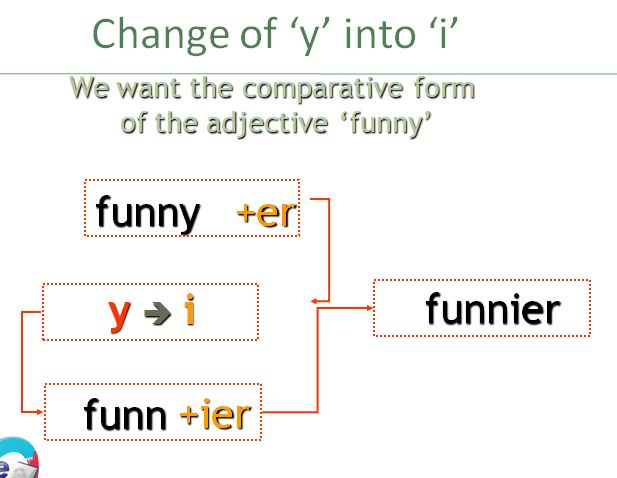 Change of ‘y’ into ‘i’
We want the comparative form
of the adjective ‘funny’
funny +er
y → i
funnier
funn +ier
e